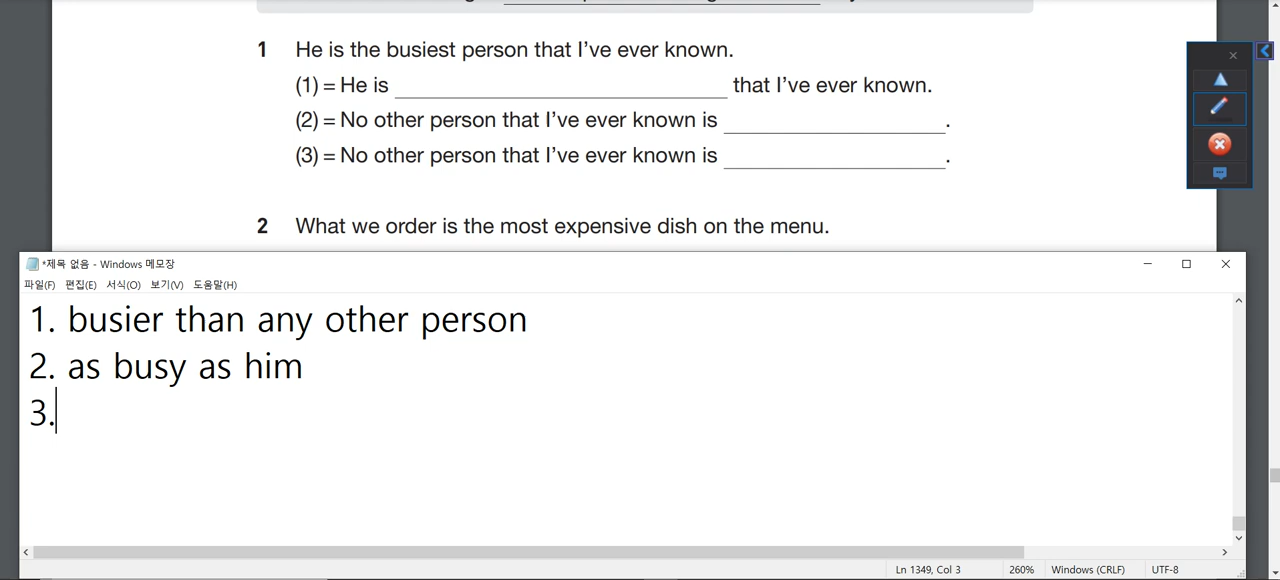 1 He is the busiest person that I've ever known.
(1) = He is ______ that I've ever known.
(2) = No other person that I've ever known is ______.
(3) = No other person that I've ever known is ______.
2 What we order is the most expensive dish on the menu.
*제목 없음 - Windows 메모장
파일(F) 편집(E) 서식(O) 보기(V) 도움말(H)
1. busier than any other person
2. as busy as him
3.
Ln 1349, Col 3 260% Windows (CRLF) UTF-8